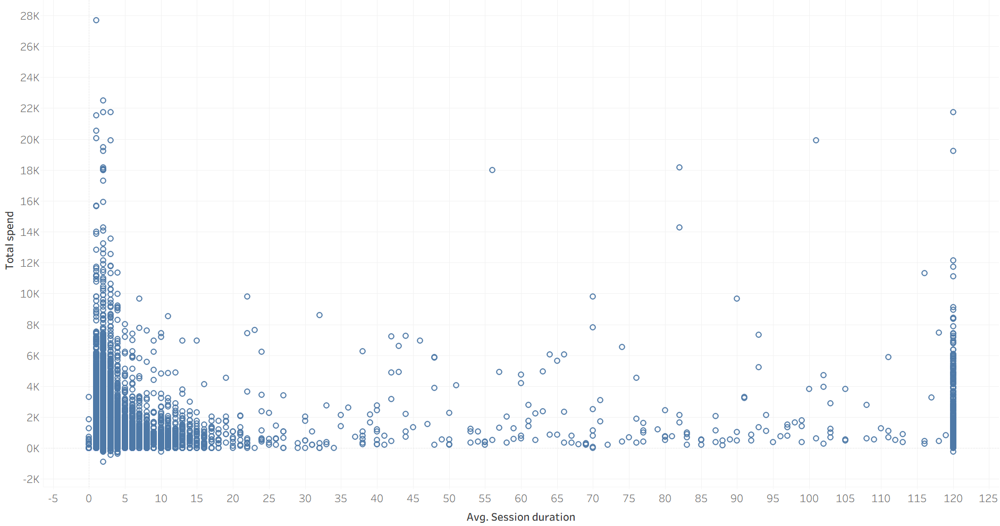 28K
26K
24K
22K
20K
18K
16K
14K
12K
10K
8K
6K
4K
2K
0K
-2K
Total spend
-5 0 5 10 15 20 25 30 35 40 45 50 55 60 65 70 75 80 85 90 95 100 105 110 115 120 125
Avg. Session duration